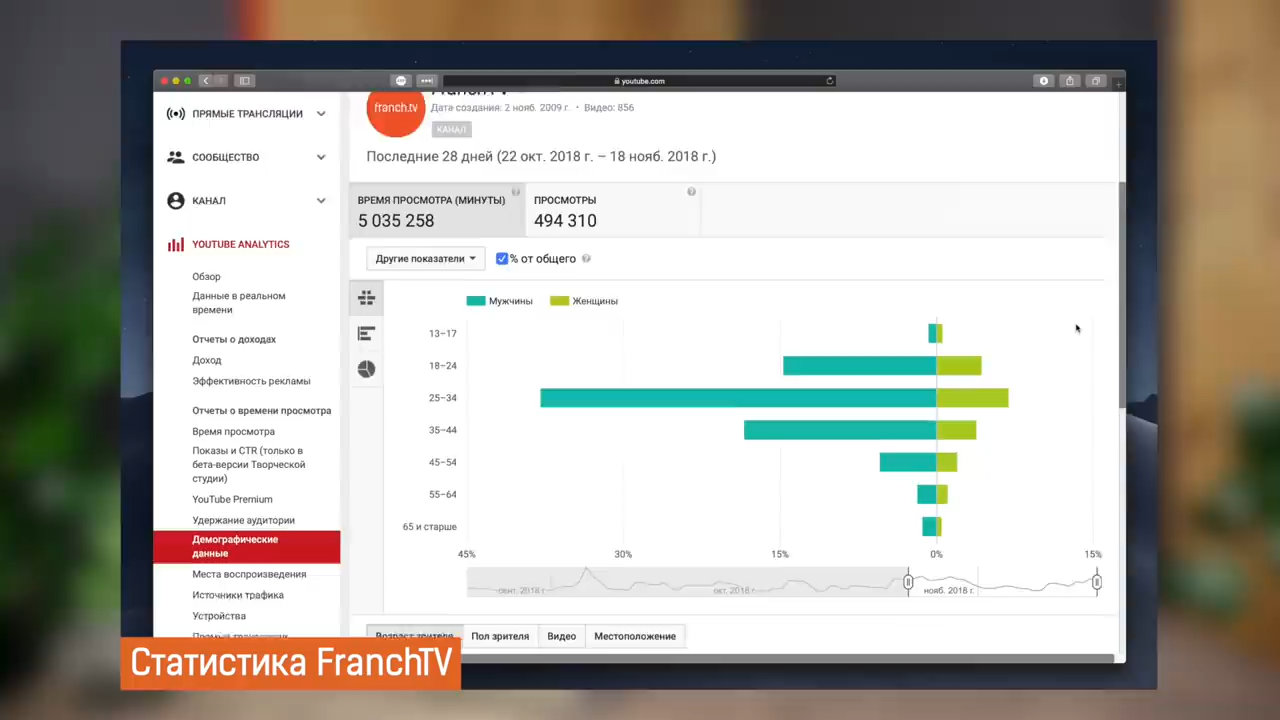 youtube.com
franch.tv
Дата создания: 2 нояб. 2009 г. • Видео: 856
КАНАЛ
Последние 28 дней (22 окт. 2018 г. – 18 нояб. 2018 г.)
ПРЯМЫЕ ТРАНСЛЯЦИИ
СООБЩЕСТВО
КАНАЛ
YOUTUBE ANALYTICS
Обзор
Данные в реальном
времени
Отчеты о доходах
Доход
Эффективность рекламы
Отчеты о времени просмотра
Время просмотра
Показы и CTR (только в
бета-версии Творческой
студии)
YouTube Premium
Удержание аудитории
Демографические
данные
Места воспроизведения
Источники трафика
Устройства
ВРЕМЯ ПРОСМОТРА (МИНУТЫ)
5 035 258
ПРОСМОТРЫ
494 310
Другие показатели
% от общего
Мужчины Женщины
13–17
18–24
25–34
35–44
45–54
55–64
65 и старше
45% 30% 15% 0% 15%
сент. 2018 г. окт. 2018 г. нояб. 2018 г.
Возраст зрителя Пол зрителя Видео Местоположение
Статистика FranchTV